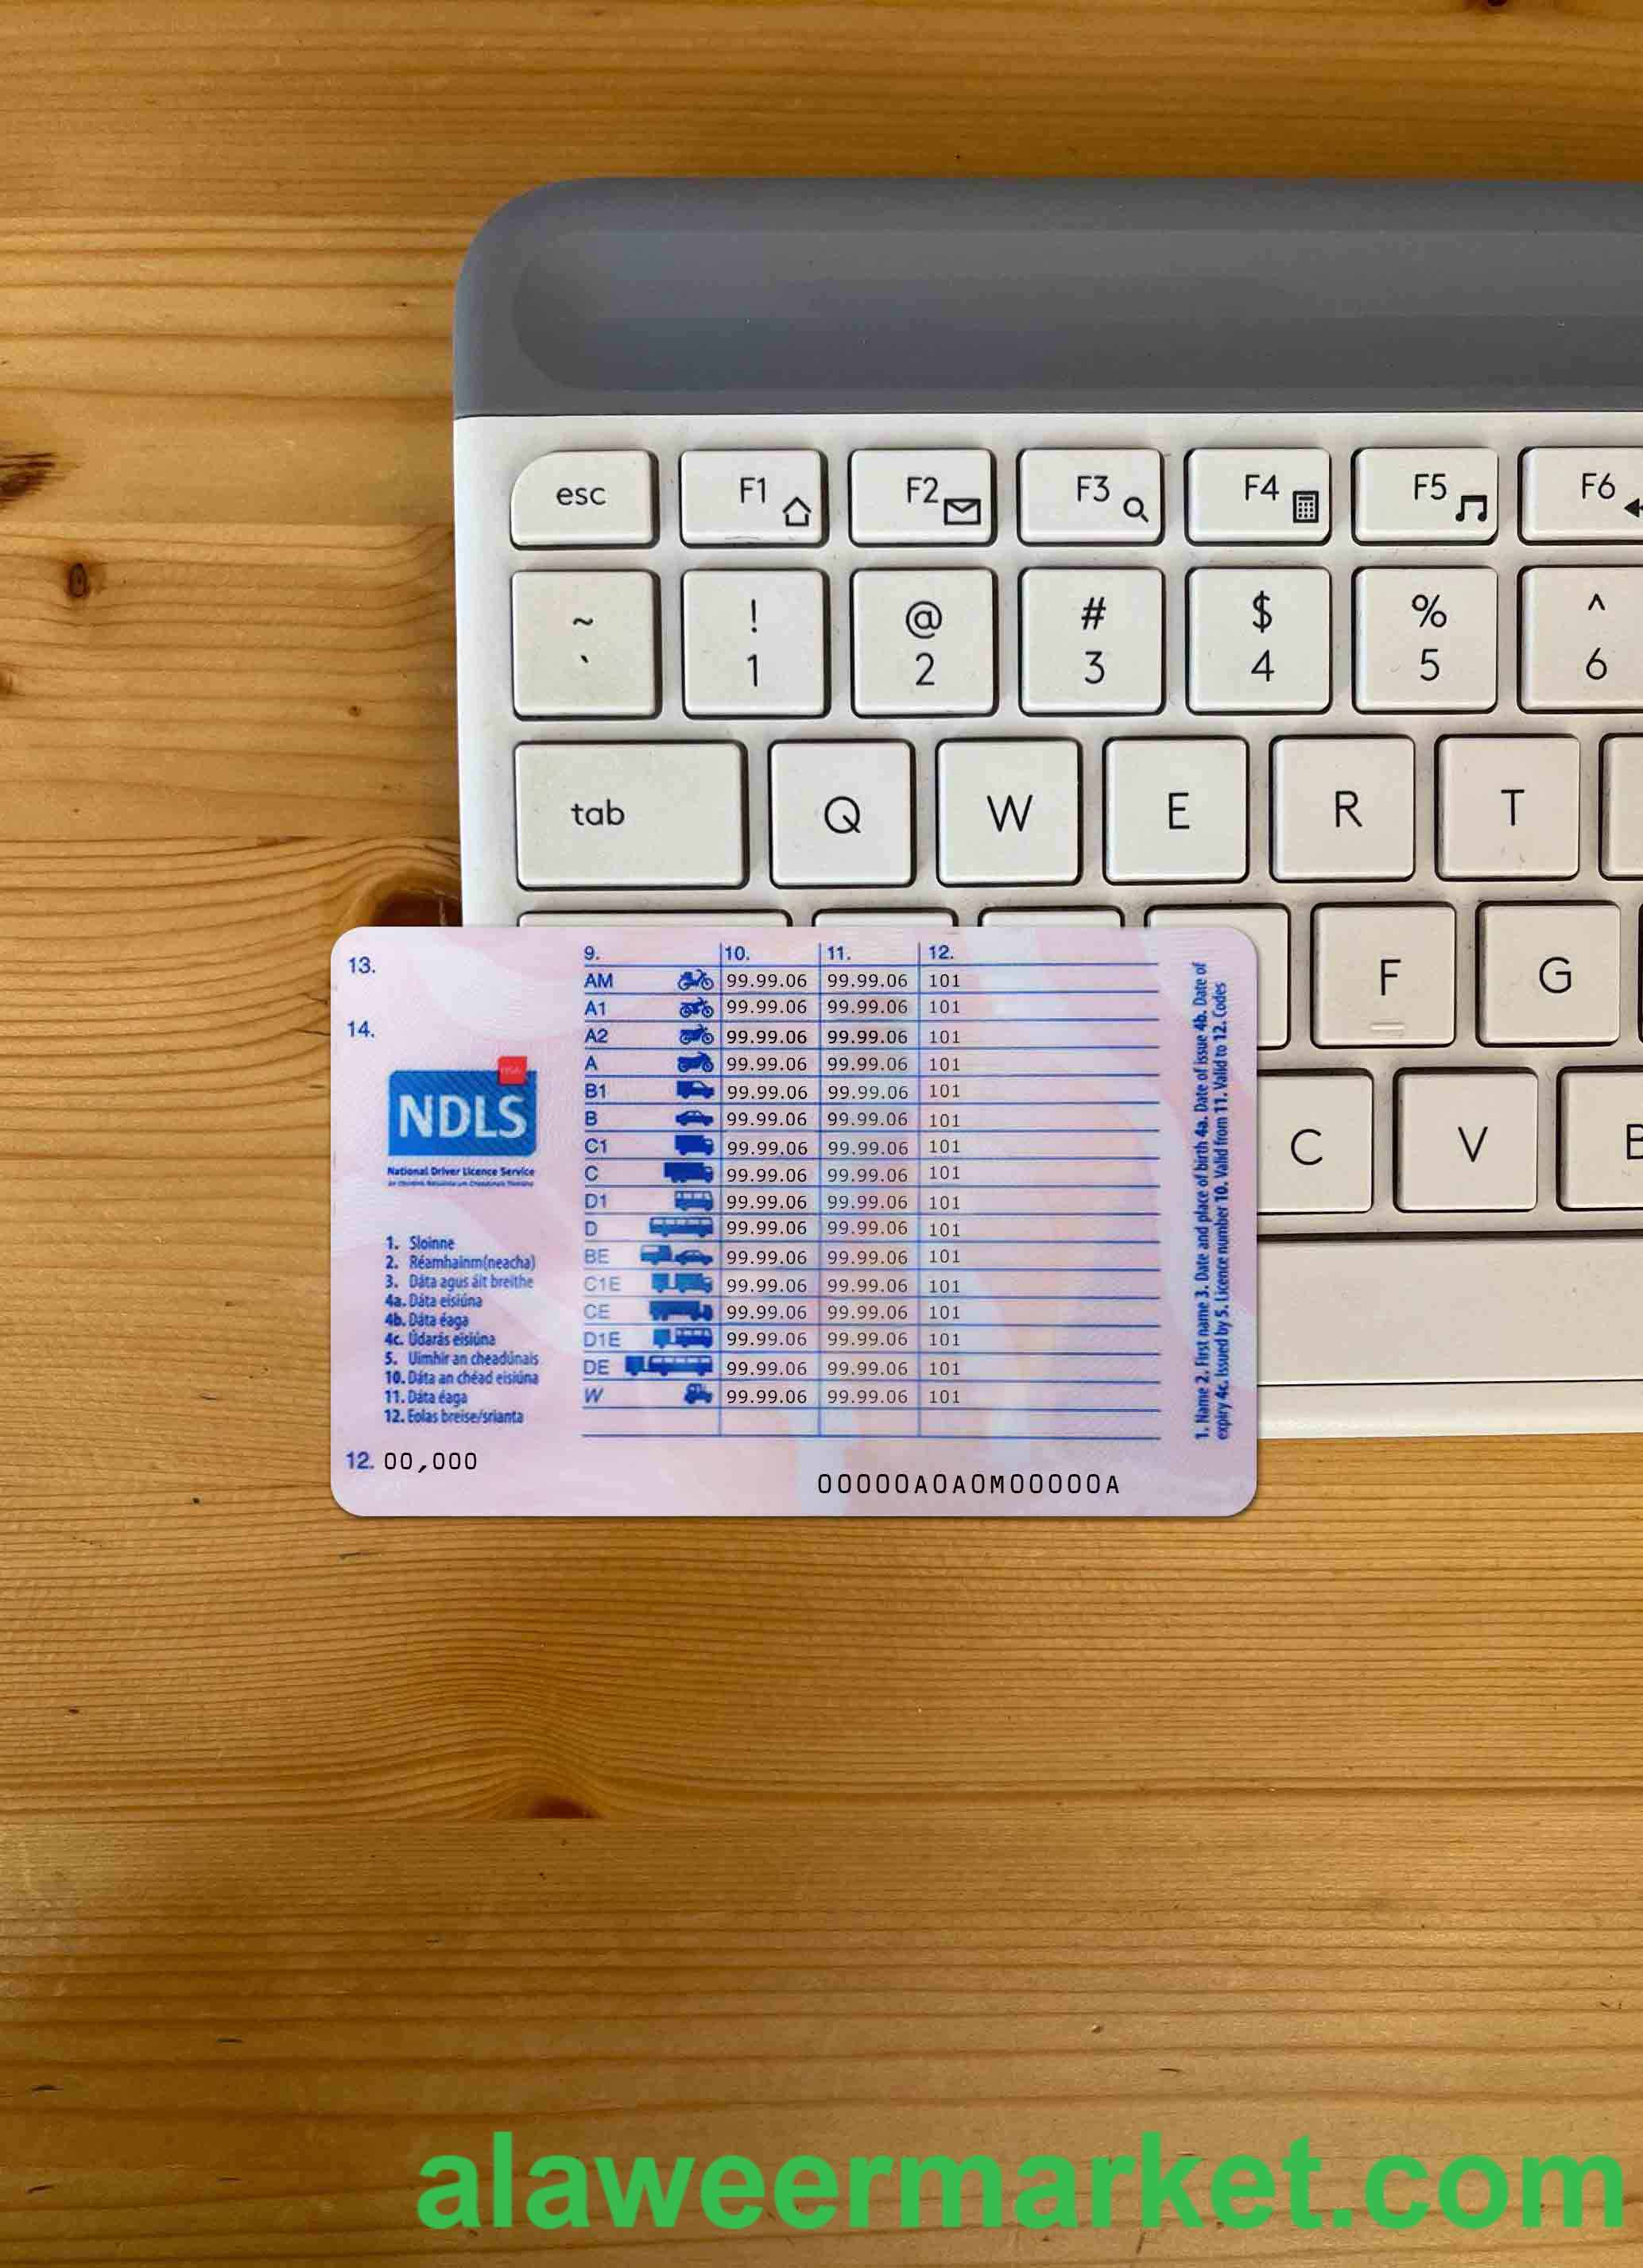 esc F1 F2 F3 F4 F5 F6
~ ! @ # $ % ^
` 1 2 3 4 5 6
tab Q W E R T
F G
C V
13.
14.
NDLS
National Driver Licence Service
1. Sloinne
2. Réamhainm(neacha)
3. Dáta agus áit breithe
4a. Dáta eisiúna
4b. Dáta éaga
4c. Údarás eisiúna
5. Uimhir an cheadúnais
10. Dáta an chéad eisiúna
11. Dáta éaga
12. Eolas breise/srianta
12. 00,000
9. 10. 11. 12.
AM 99.99.06 99.99.06 101
A1 99.99.06 99.99.06 101
A2 99.99.06 99.99.06 101
A 99.99.06 99.99.06 101
B1 99.99.06 99.99.06 101
B 99.99.06 99.99.06 101
C1 99.99.06 99.99.06 101
C 99.99.06 99.99.06 101
D1 99.99.06 99.99.06 101
D 99.99.06 99.99.06 101
BE 99.99.06 99.99.06 101
C1E 99.99.06 99.99.06 101
CE 99.99.06 99.99.06 101
D1E 99.99.06 99.99.06 101
DE 99.99.06 99.99.06 101
W 99.99.06 99.99.06 101
00000A0A0M00000A
1. Name 2. First name 3. Date and place of birth 4a. Date of issue 4b. Date of
expiry 4c. Issued by 5. Licence number 10. Valid from 11. Valid to 12. Codes
alaweermarket.com